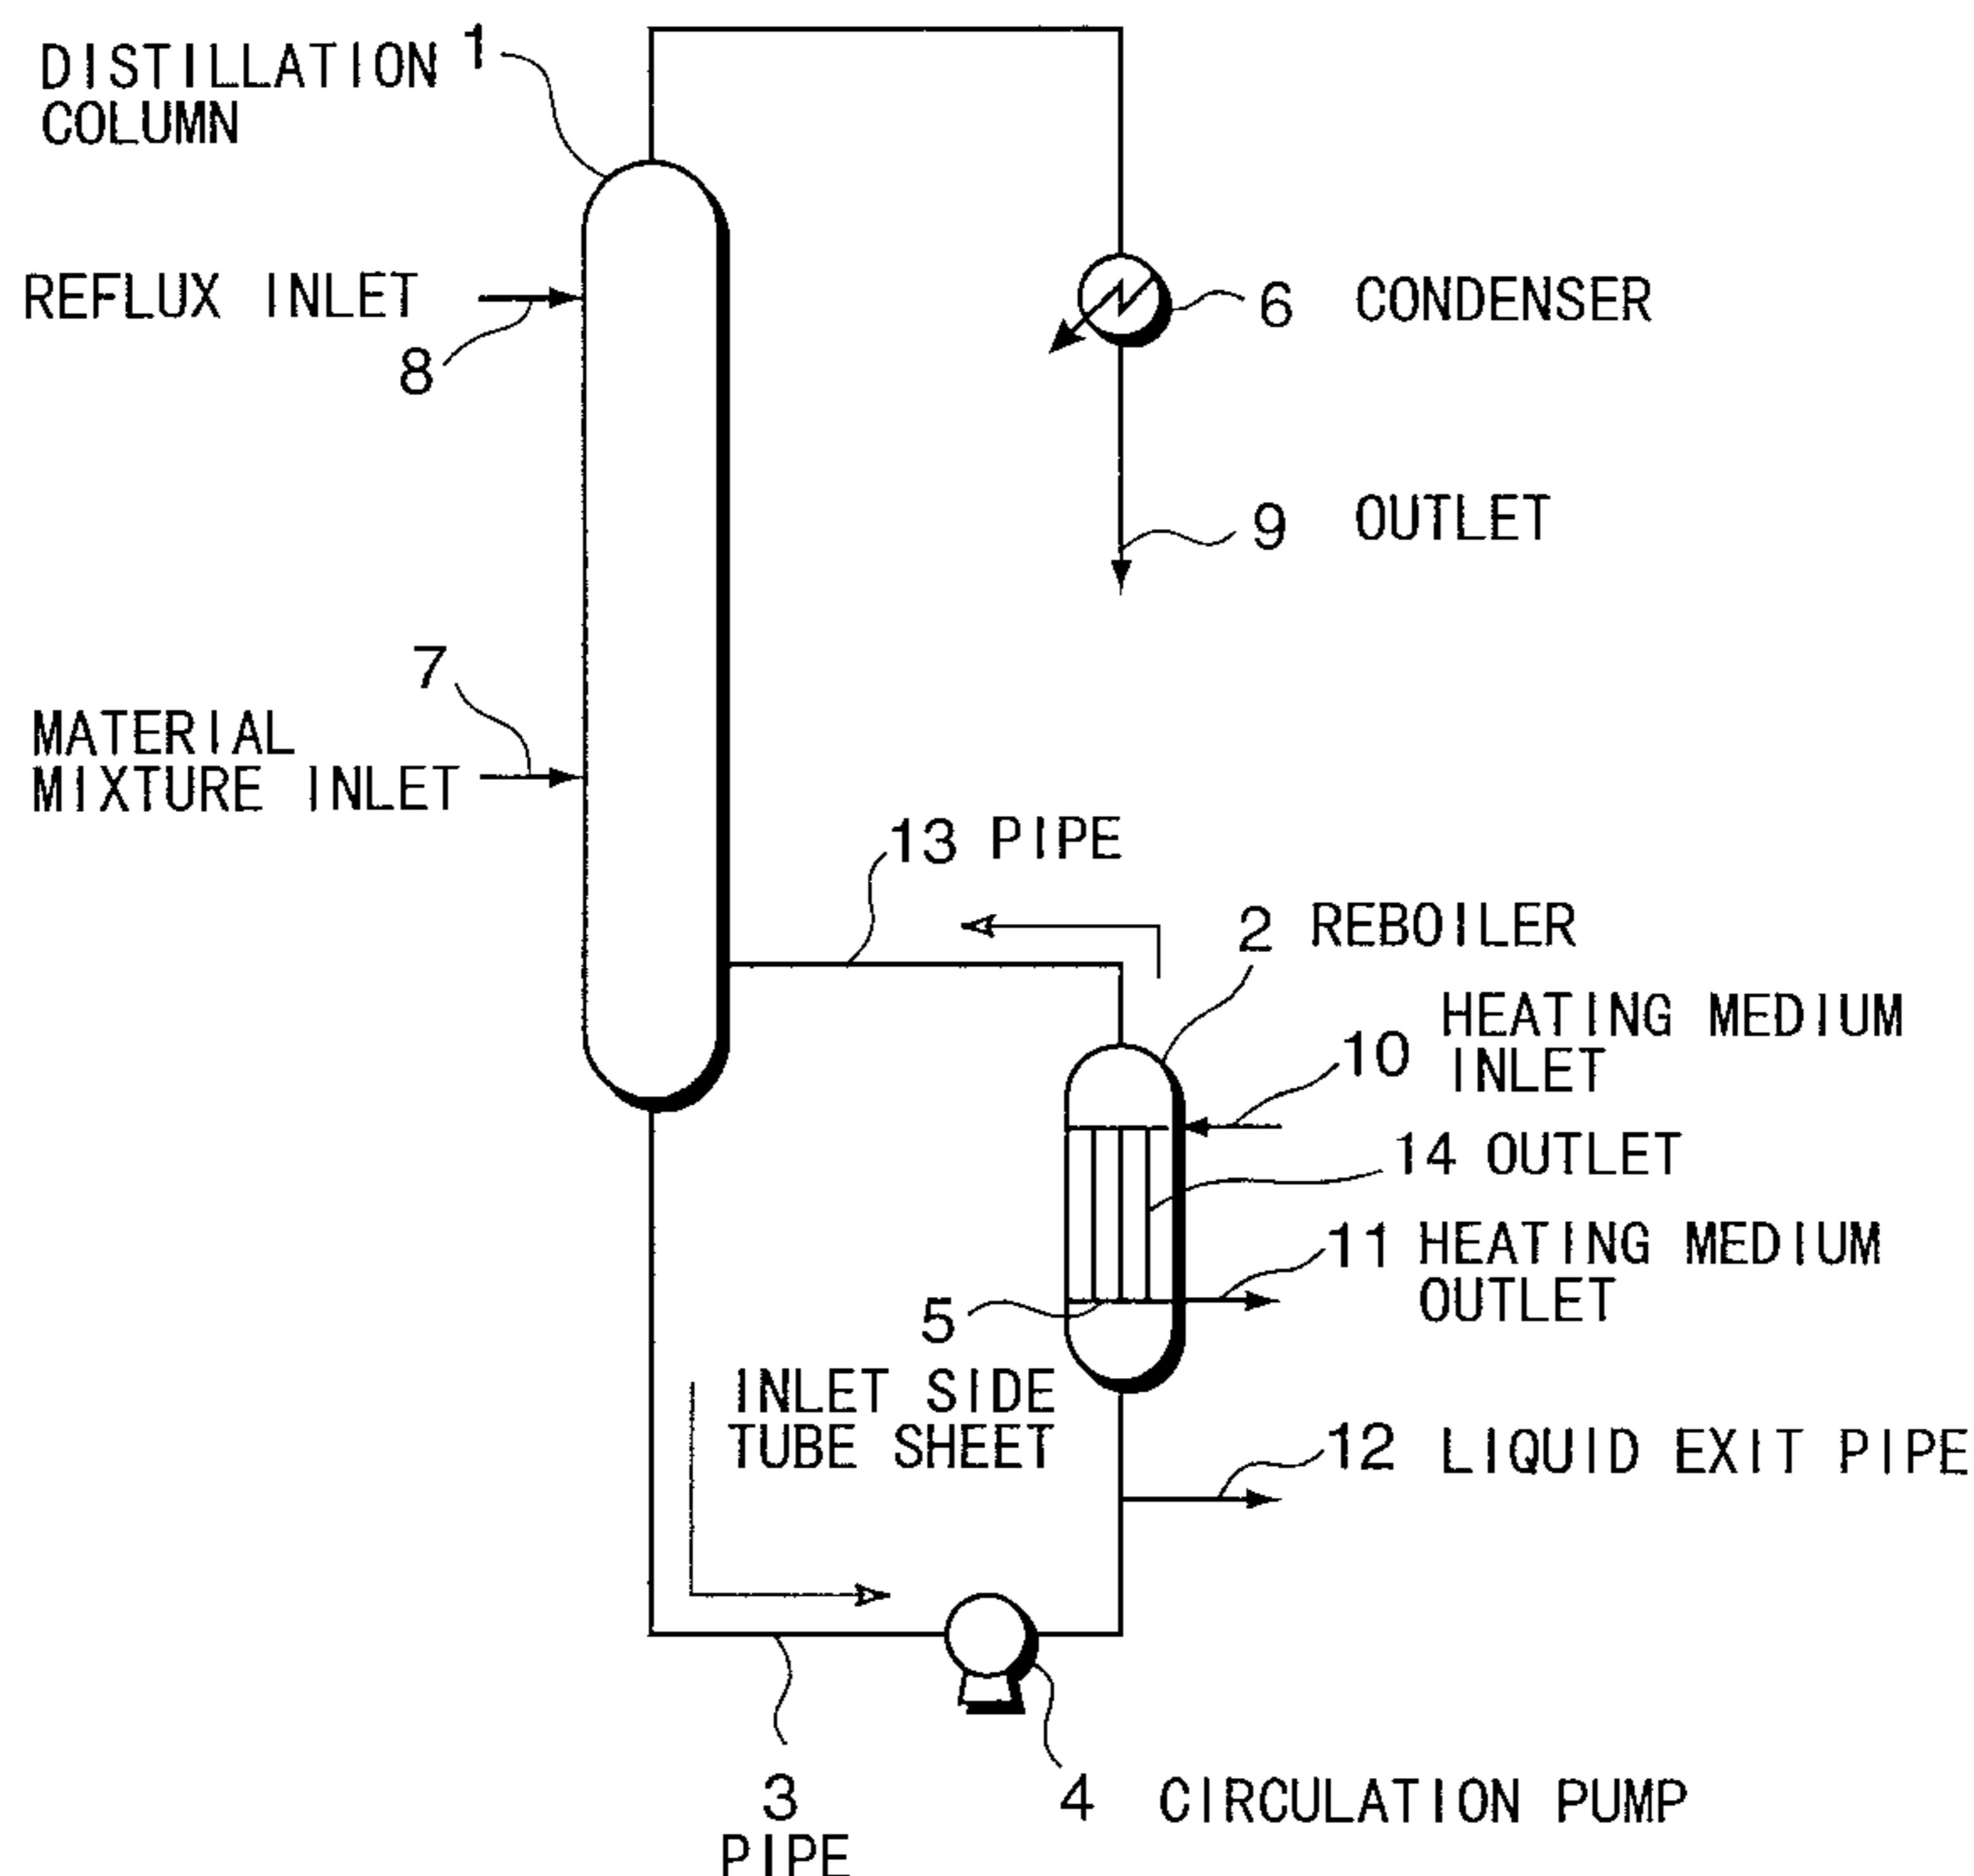 DISTILLATION 1
COLUMN
REFLUX INLET
8
6 CONDENSER
9 OUTLET
7
MATERIAL
MIXTURE INLET
13 PIPE
2 REBOILER
10 HEATING MEDIUM
INLET
14 OUTLET
11 HEATING MEDIUM
OUTLET
5
INLET SIDE
TUBE SHEET
12 LIQUID EXIT PIPE
3
PIPE
4 CIRCULATION PUMP